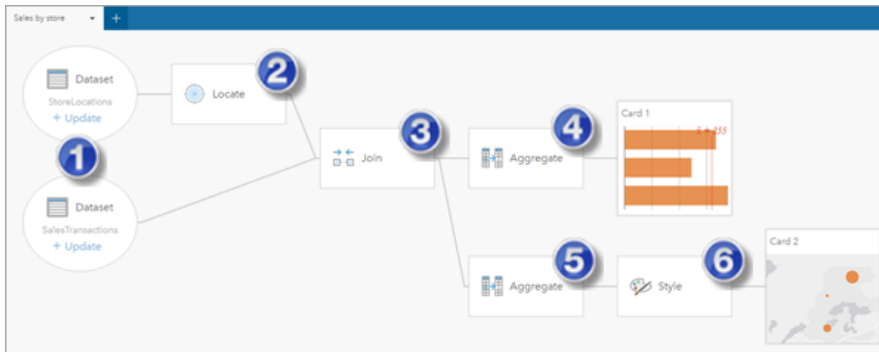 Sales by store
+
Dataset
StoreLocations
+ Update
2
Locate
1
Dataset
SalesTransactions
+ Update
3
Join
4
Aggregate
Card 1
5
Aggregate
6
Style
Card 2